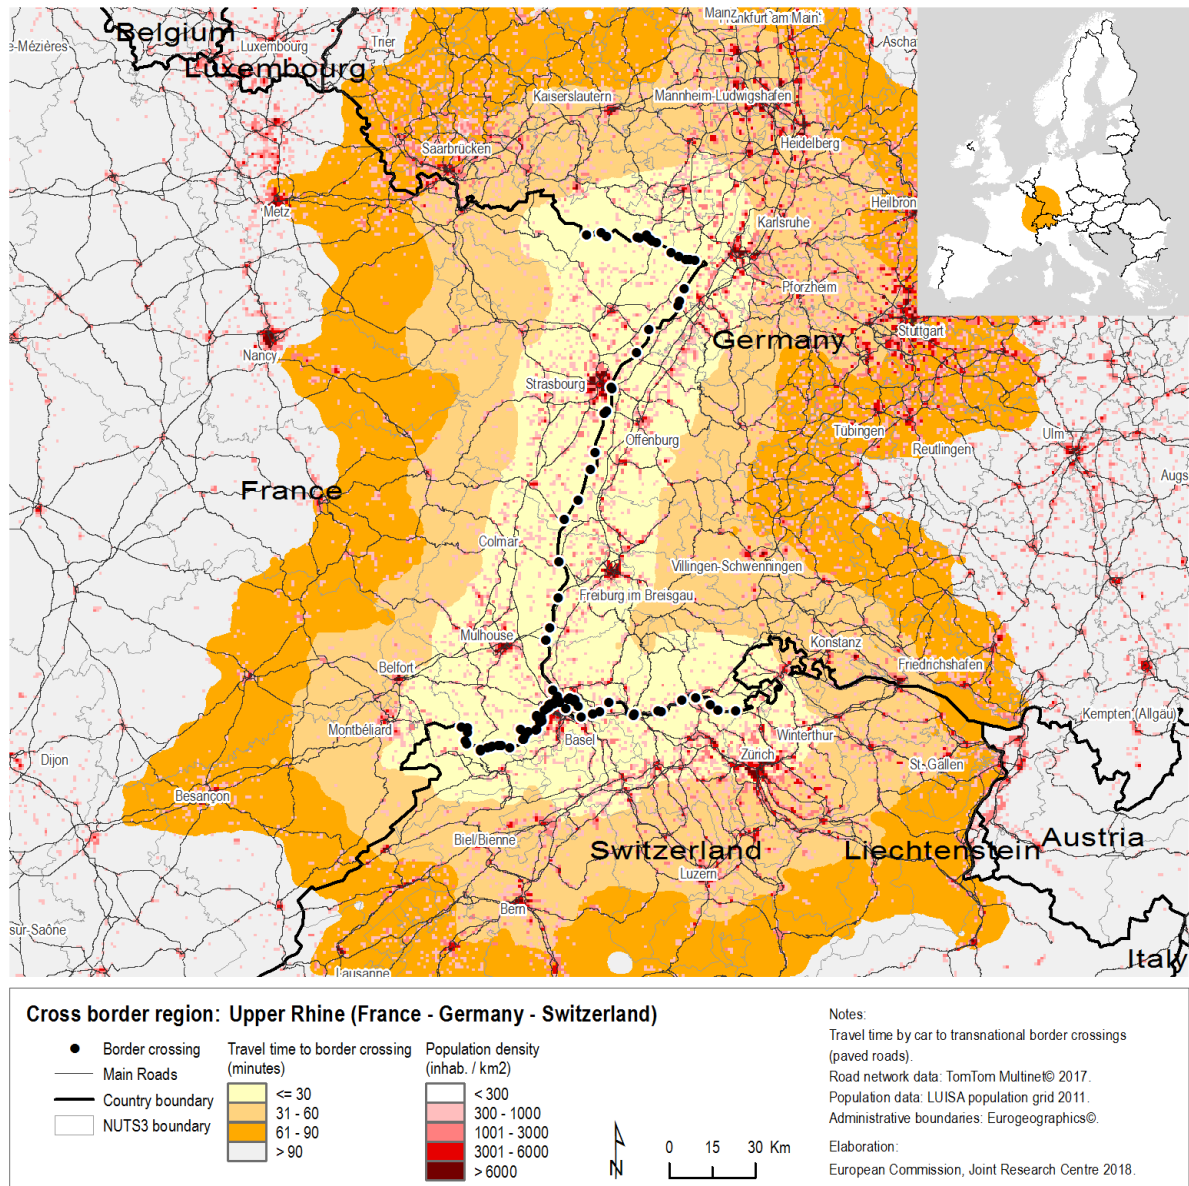 Mainz
Frankfurt am Main
Belgium
e-Mézières
Luxembourg
Trier
Ascha
Luxembourg
Kaiserslautern
Mannheim-Ludwigshafen
Saarbrücken
Heidelberg
Metz
Heilbron
Karlsruhe
Pforzheim
Stuttgart
Germany
Nancy
Strasbourg
Offenburg
Tübingen
Reutlingen
Ulm
Augs
France
Colmar
Villingen-Schwenningen
Freiburg im Breisgau
Mulhouse
Konstanz
Belfort
Friedrichshafen
Kempten (Allgäu)
Montbéliard
Basel
Winterthur
Zürich
St. Gallen
Dijon
Besançon
Biel/Bienne
Switzerland
Liechtenstein
Austria
Luzern
Bern
sur-Saône
Italy
Lausanne
Cross border region: Upper Rhine (France - Germany - Switzerland)
Border crossing
Main Roads
Country boundary
NUTS3 boundary
Travel time to border crossing
(minutes)
<= 30
31 - 60
61 - 90
> 90
Population density
(inhab. / km2)
< 300
300 - 1000
1001 - 3000
3001 - 6000
> 6000
N
0 15 30 Km
Notes:
Travel time by car to transnational border crossings
(paved roads).
Road network data: TomTom Multinet© 2017.
Population data: LUISA population grid 2011.
Administrative boundaries: Eurogeographics©.
Elaboration:
European Commission, Joint Research Centre 2018.